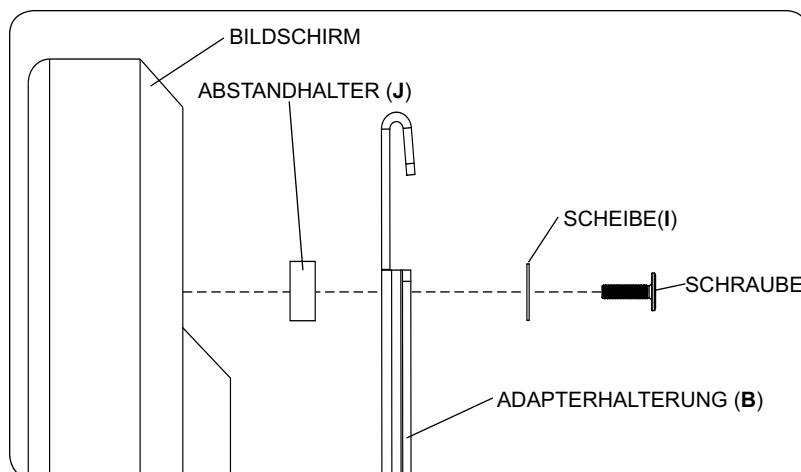 BILDSCHIRM
ABSTANDHALTER (J)
SCHEIBE(I)
SCHRAUBE
ADAPTERHALTERUNG (B)